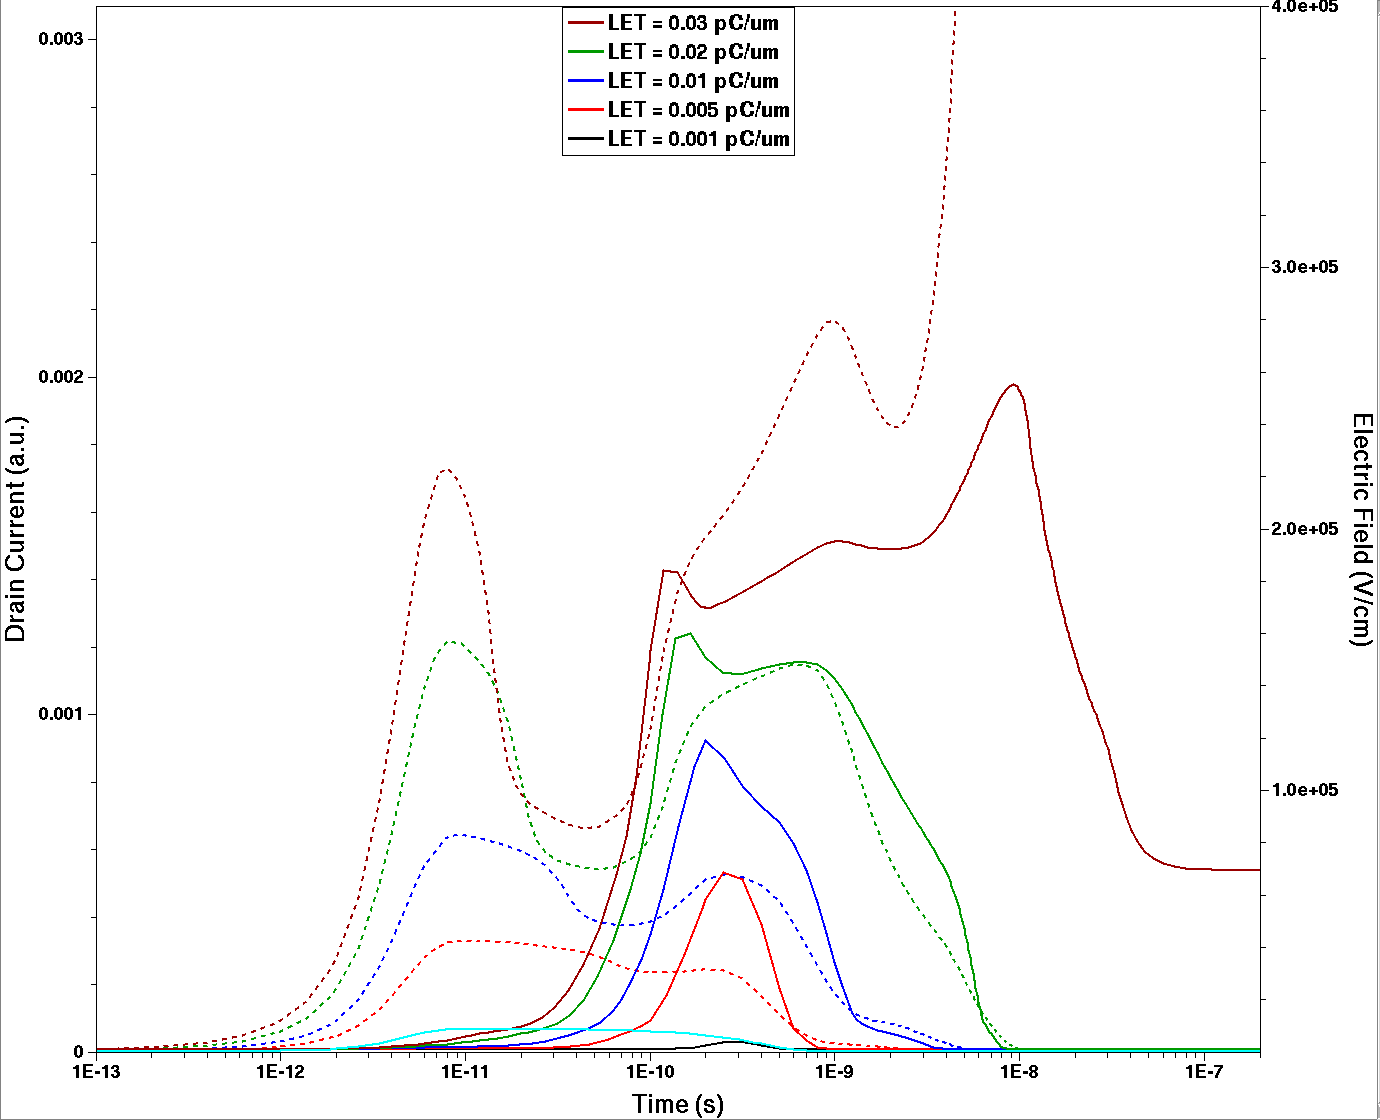 LET = 0.03 pC/um
LET = 0.02 pC/um
LET = 0.01 pC/um
LET = 0.005 pC/um
LET = 0.001 pC/um
0.003
0.002
0.001
0
Drain Current (a.u.)
4.0e+05
3.0e+05
2.0e+05
1.0e+05
Electric Field (V/cm)
1E-13 1E-12 1E-11 1E-10 1E-9 1E-8 1E-7
Time (s)